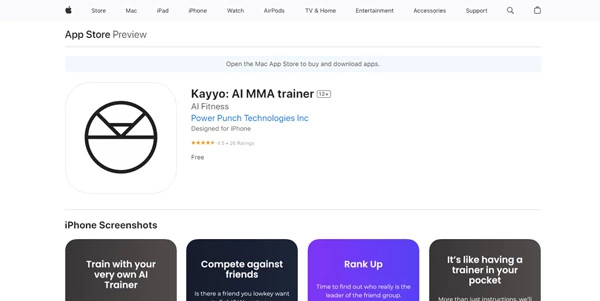 Store Mac iPad iPhone Watch AirPods TV & Home Entertainment Accessories Support
App Store Preview
Open the Mac App Store to buy and download apps.
Kayyo: AI MMA trainer 12+
AI Fitness
Power Punch Technologies Inc
Designed for iPhone
4.5 • 26 Ratings
Free
iPhone Screenshots
Train with your very own AI Trainer
Compete against friends
Is there a friend you lowkey want
Rank Up
Time to find out who really is the leader of the friend group.
It's like having a trainer in your pocket
More than just instructions, we'll